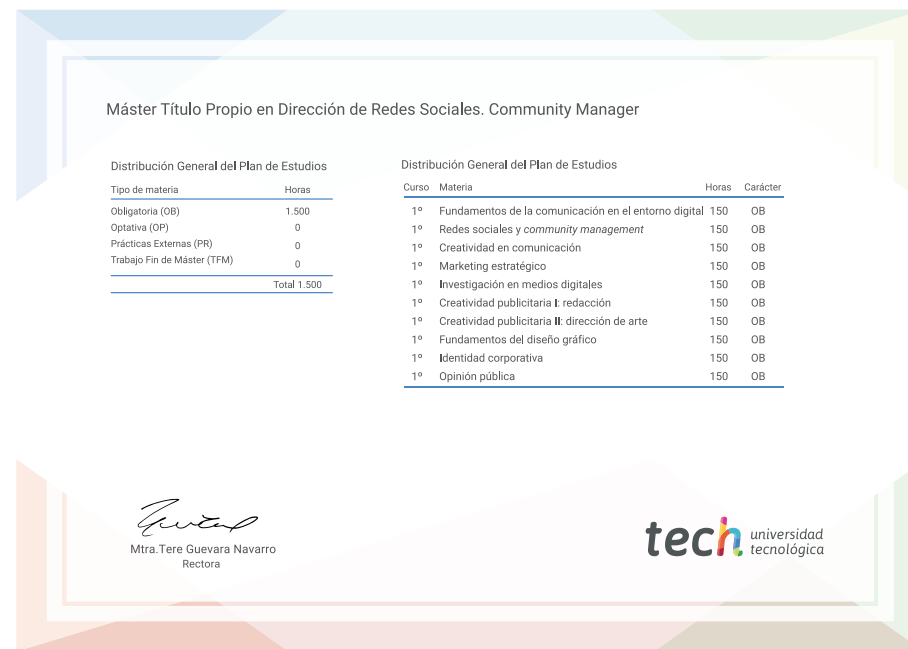 Máster Título Propio en Dirección de Redes Sociales. Community Manager
Distribución General del Plan de Estudios
Tipo de materia Horas
Obligatoria (OB) 1.500
Optativa (OP) 0
Prácticas Externas (PR) 0
Trabajo Fin de Máster (TFM) 0
Total 1.500
Distribución General del Plan de Estudios
Curso Materia Horas Carácter
1º Fundamentos de la comunicación en el entorno digital 150 OB
1º Redes sociales y community management 150 OB
1º Creatividad en comunicación 150 OB
1º Marketing estratégico 150 OB
1º Investigación en medios digitales 150 OB
1º Creatividad publicitaria I: redacción 150 OB
1º Creatividad publicitaria II: dirección de arte 150 OB
1º Fundamentos del diseño gráfico 150 OB
1º Identidad corporativa 150 OB
1º Opinión pública 150 OB
Mtra.Tere Guevara Navarro
Rectora
tech universidad
tecnológica